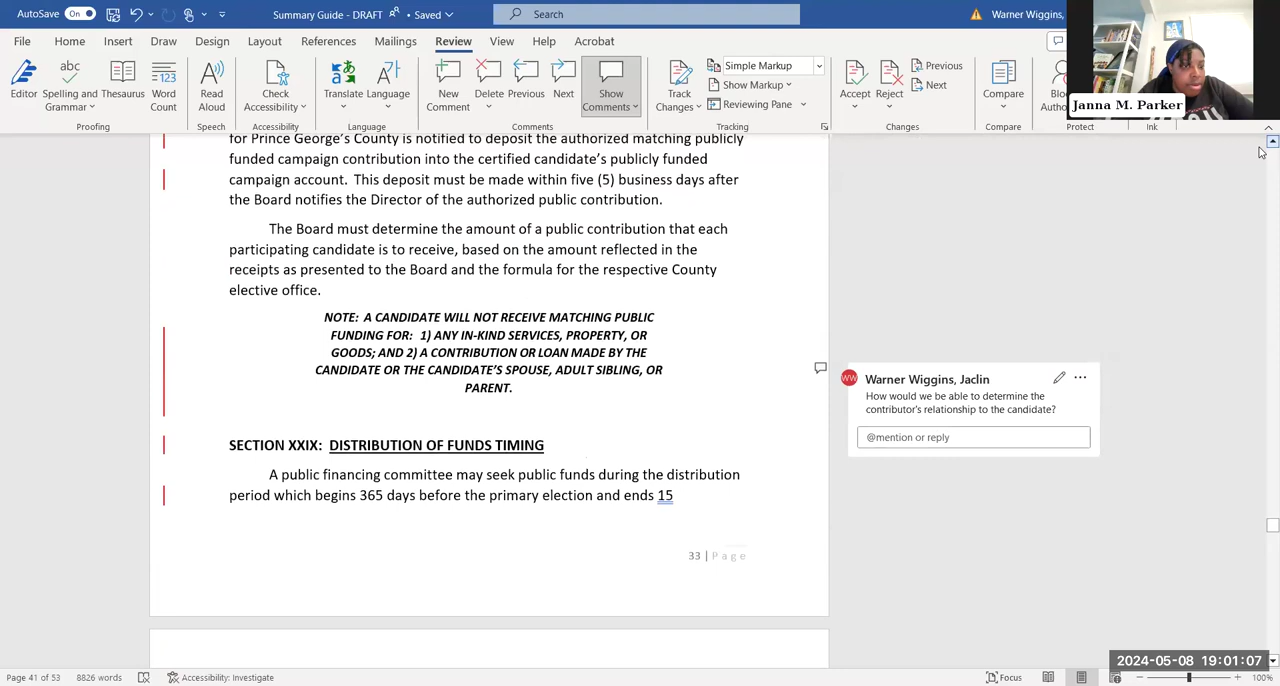 AutoSave On Summary Guide - DRAFT • Saved Search Warner Wiggins,
File Home Insert Draw Design Layout References Mailings Review View Help Acrobat
Editor
Spelling and Grammar
Thesaurus
Word Count
Read Aloud
Check Accessibility
Translate
Language
New Comment
Delete
Previous
Next
Show Comments
Track Changes
Simple Markup
Show Markup
Reviewing Pane
Accept
Reject
Previous
Next
Compare
Proofing Speech Accessibility Language Comments Tracking Changes Compare Protect Ink
Janna M. Parker
for Prince George's County is notified to deposit the authorized matching publicly
funded campaign contribution into the certified candidate's publicly funded
campaign account. This deposit must be made within five (5) business days after
the Board notifies the Director of the authorized public contribution.
The Board must determine the amount of a public contribution that each
participating candidate is to receive, based on the amount reflected in the
receipts as presented to the Board and the formula for the respective County
elective office.
NOTE: A CANDIDATE WILL NOT RECEIVE MATCHING PUBLIC
FUNDING FOR: 1) ANY IN-KIND SERVICES, PROPERTY, OR
GOODS; AND 2) A CONTRIBUTION OR LOAN MADE BY THE
CANDIDATE OR THE CANDIDATE'S SPOUSE, ADULT SIBLING, OR
PARENT.
WW Warner Wiggins, Jaclin
How would we be able to determine the
contributor's relationship to the candidate?
@mention or reply
SECTION XXIX: DISTRIBUTION OF FUNDS TIMING
A public financing committee may seek public funds during the distribution
period which begins 365 days before the primary election and ends 15
33 | Page
2024-05-08 19:01:07
Page 41 of 53 8826 words Accessibility: Investigate Focus 100%